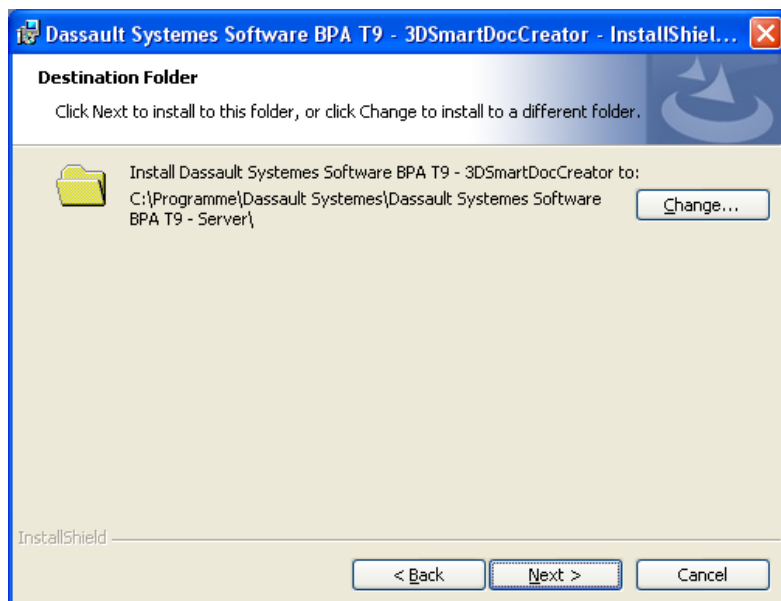 Dassault Systemes Software BPA T9 - 3DSmartDocCreator - InstallShiel...
Destination Folder
Click Next to install to this folder, or click Change to install to a different folder.
Install Dassault Systemes Software BPA T9 - 3DSmartDocCreator to:
C:\Programme\Dassault Systemes\Dassault Systemes Software
BPA T9 - Server\
Change...
InstallShield
< Back
Next >
Cancel